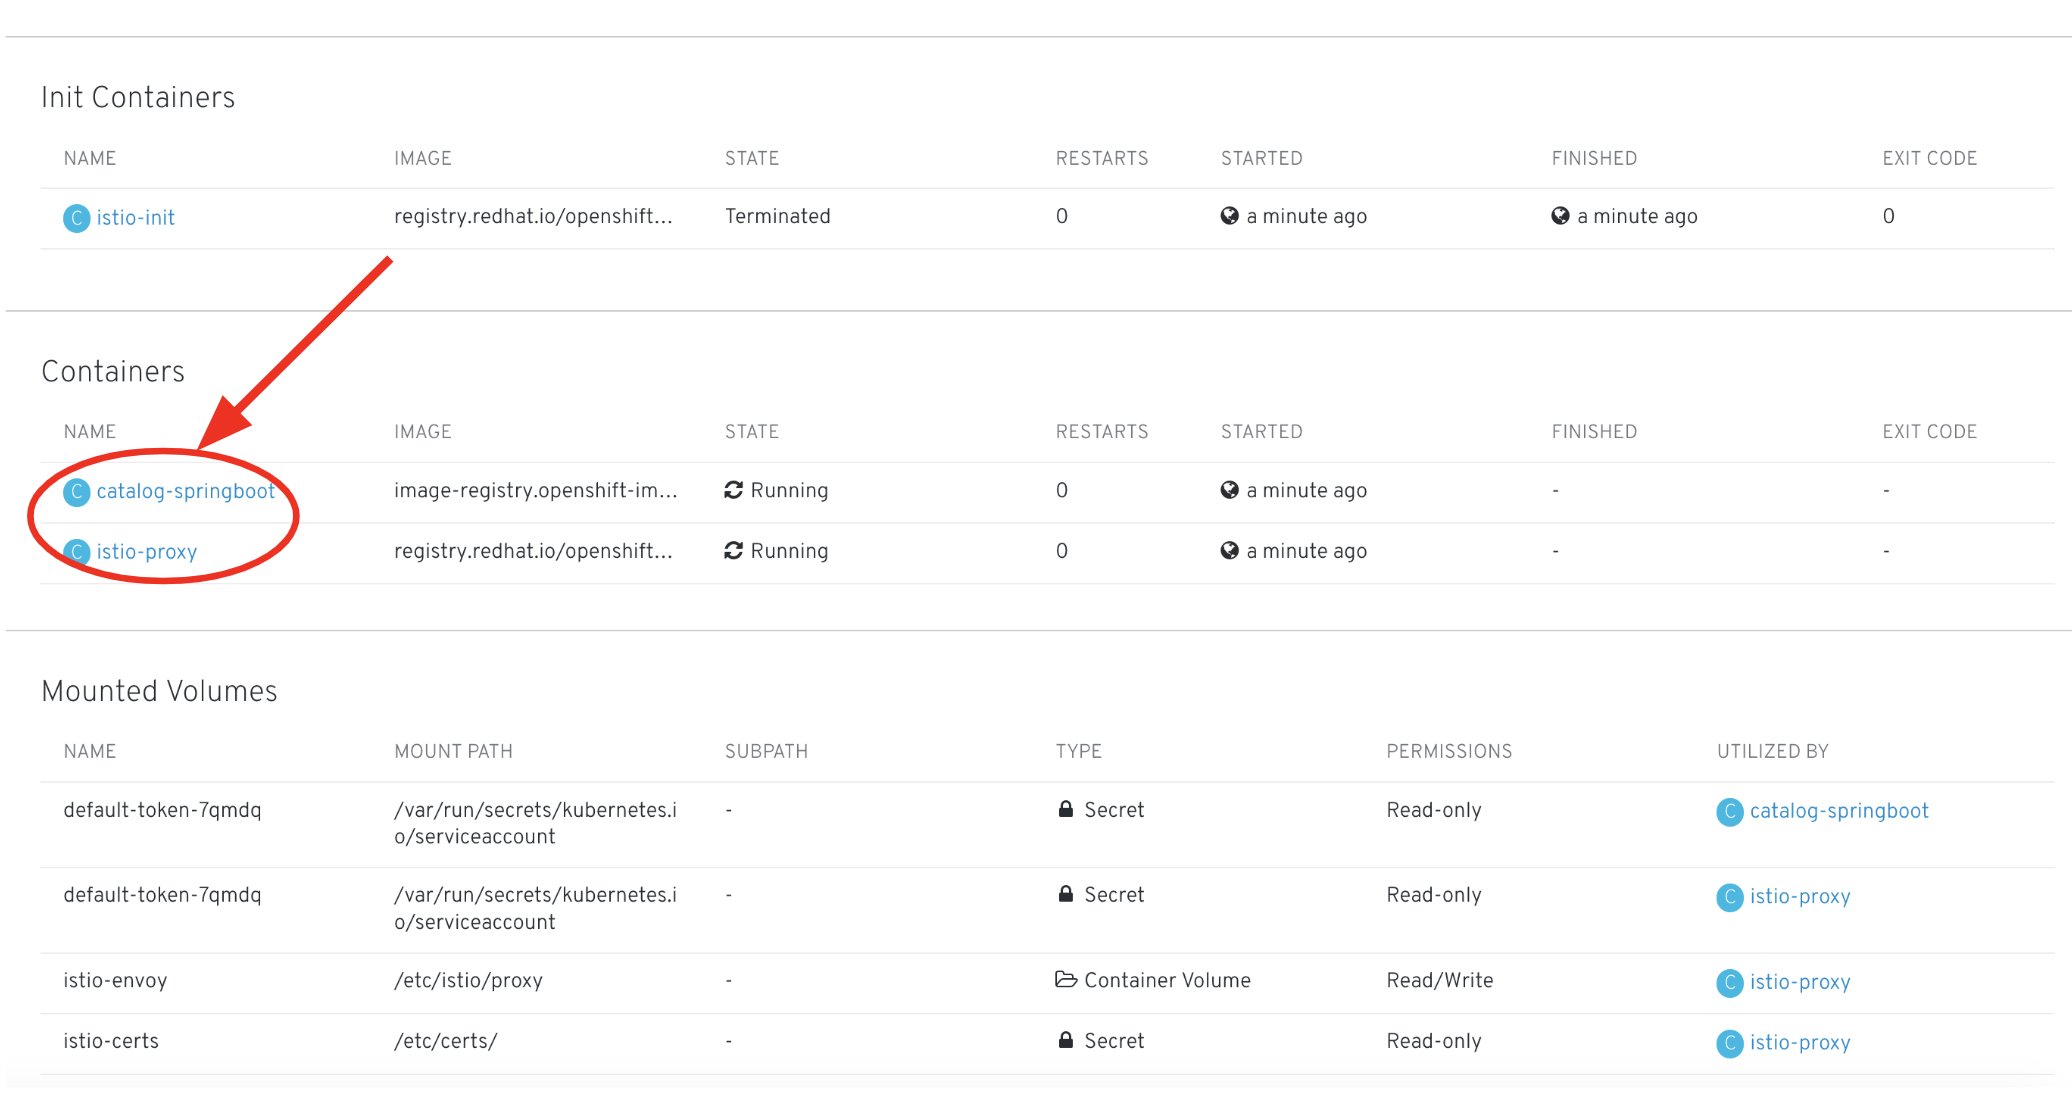 Init Containers
NAME IMAGE STATE RESTARTS STARTED FINISHED EXIT CODE
C istio-init registry.redhat.io/openshift... Terminated 0 a minute ago a minute ago 0
Containers
NAME IMAGE STATE RESTARTS STARTED FINISHED EXIT CODE
C catalog-springboot image-registry.openshift-im... Running 0 a minute ago - -
C istio-proxy registry.redhat.io/openshift... Running 0 a minute ago - -
Mounted Volumes
NAME MOUNT PATH SUBPATH TYPE PERMISSIONS UTILIZED BY
default-token-7qmdq /var/run/secrets/kubernetes.i - Secret Read-only C catalog-springboot
o/serviceaccount
default-token-7qmdq /var/run/secrets/kubernetes.i - Secret Read-only C istio-proxy
o/serviceaccount
istio-envoy /etc/istio/proxy - Container Volume Read/Write C istio-proxy
istio-certs /etc/certs/ - Secret Read-only C istio-proxy